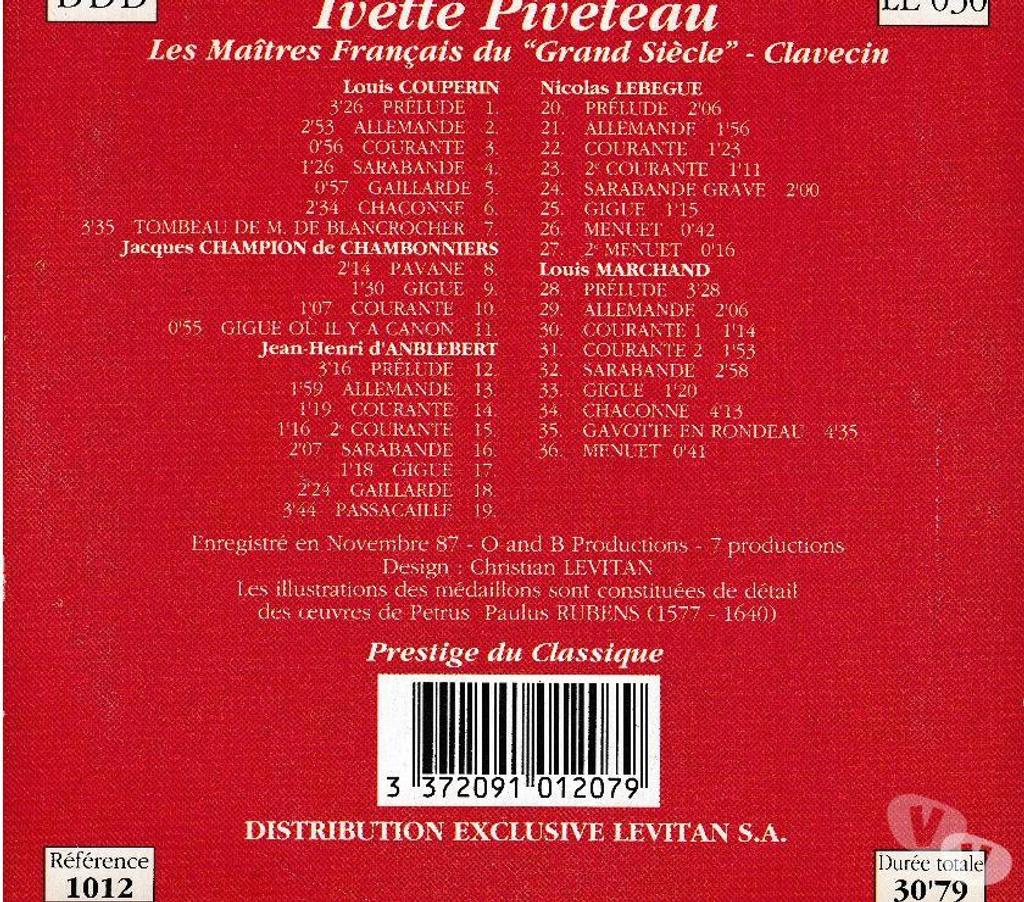 DDD
LE 030
Ivette Piveteau
Les Maîtres Français du "Grand Siècle" - Clavecin
Louis COUPERIN
3'26 PRÉLUDE 1.
2'53 ALLEMANDE 2.
0'56 COURANTE 3.
1'26 SARABANDE 4.
0'57 GAILLARDE 5.
2'34 CHACONNE 6.
3'35 TOMBEAU DE M. DE BLANCROCHER 7.
Jacques CHAMPION de CHAMBONNIERS
2'14 PAVANE 8.
1'30 GIGUE 9.
1'07 COURANTE 10.
0'55 GIGUE OÙ IL Y A CANON 11.
Jean-Henri d'ANBLEBERT
3'16 PRÉLUDE 12.
1'59 ALLEMANDE 13.
1'19 COURANTE 14.
1'16 2e COURANTE 15.
2'07 SARABANDE 16.
1'18 GIGUE 17.
2'24 GAILLARDE 18.
3'44 PASSACAILLE 19.
Nicolas LEBEGUE
20. PRÉLUDE 2'06
21. ALLEMANDE 1'56
22. COURANTE 1'23
23. 2e COURANTE 1'11
24. SARABANDE GRAVE 2'00
25. GIGUE 1'15
26. MENUET 0'42
27. 2e MENUET 0'16
Louis MARCHAND
28. PRÉLUDE 3'28
29. ALLEMANDE 2'06
30. COURANTE 1 1'14
31. COURANTE 2 1'53
32. SARABANDE 2'58
33. GIGUE 1'20
34. CHACONNE 4'13
35. GAVOTTE EN RONDEAU 4'35
36. MENUET 0'41
Enregistré en Novembre 87 - O and B Productions - 7 productions
Design : Christian LEVITAN
Les illustrations des médaillons sont constituées de détail
des œuvres de Petrus Paulus RUBENS (1577 - 1640)
Prestige du Classique
3 372091 012079
DISTRIBUTION EXCLUSIVE LEVITAN S.A.
Référence
1012
Durée totale
30'79
V V